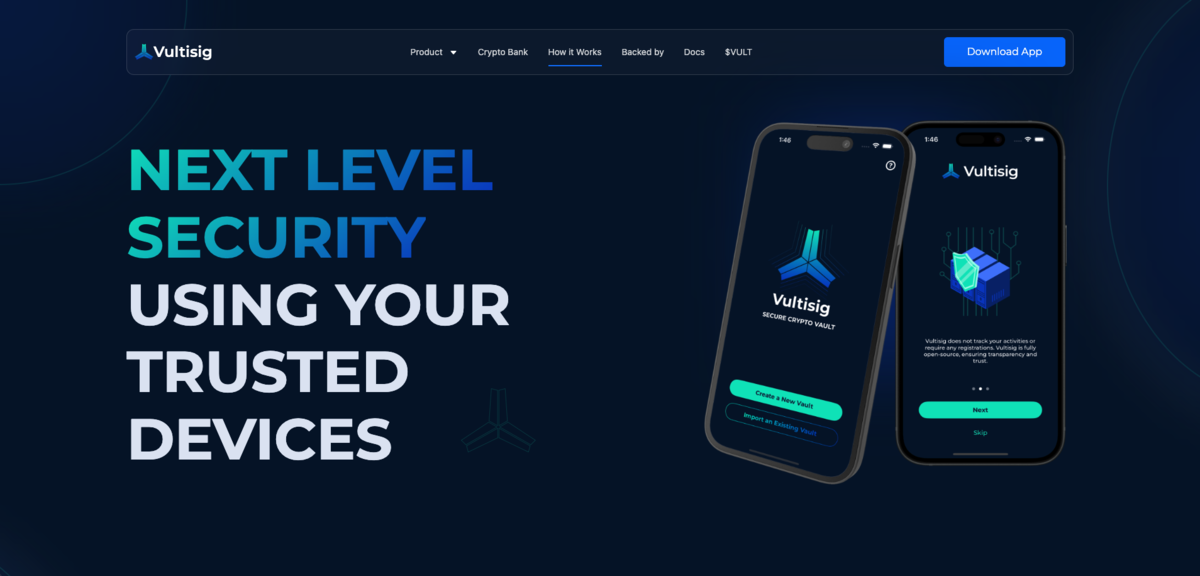 Vultisig
Product
Crypto Bank
How it Works
Backed by
Docs
$VULT
Download App
NEXT LEVEL
SECURITY
USING YOUR
TRUSTED
DEVICES
1:46
Vultisig
SECURE CRYPTO VAULT
Create a New Vault
Import an Existing Vault
1:46
Vultisig
Vultisig does not track your activities or
require any registrations. Vultisig is fully
open-source, ensuring transparency and
trust.
Next
Skip